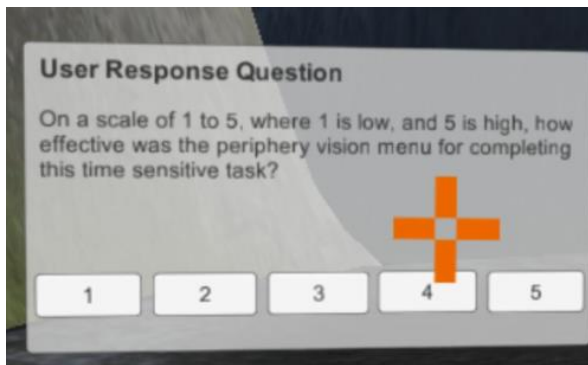 User Response Question
On a scale of 1 to 5, where 1 is low, and 5 is high, how
effective was the periphery vision menu for completing
this time sensitive task?
1 2 3 4 5